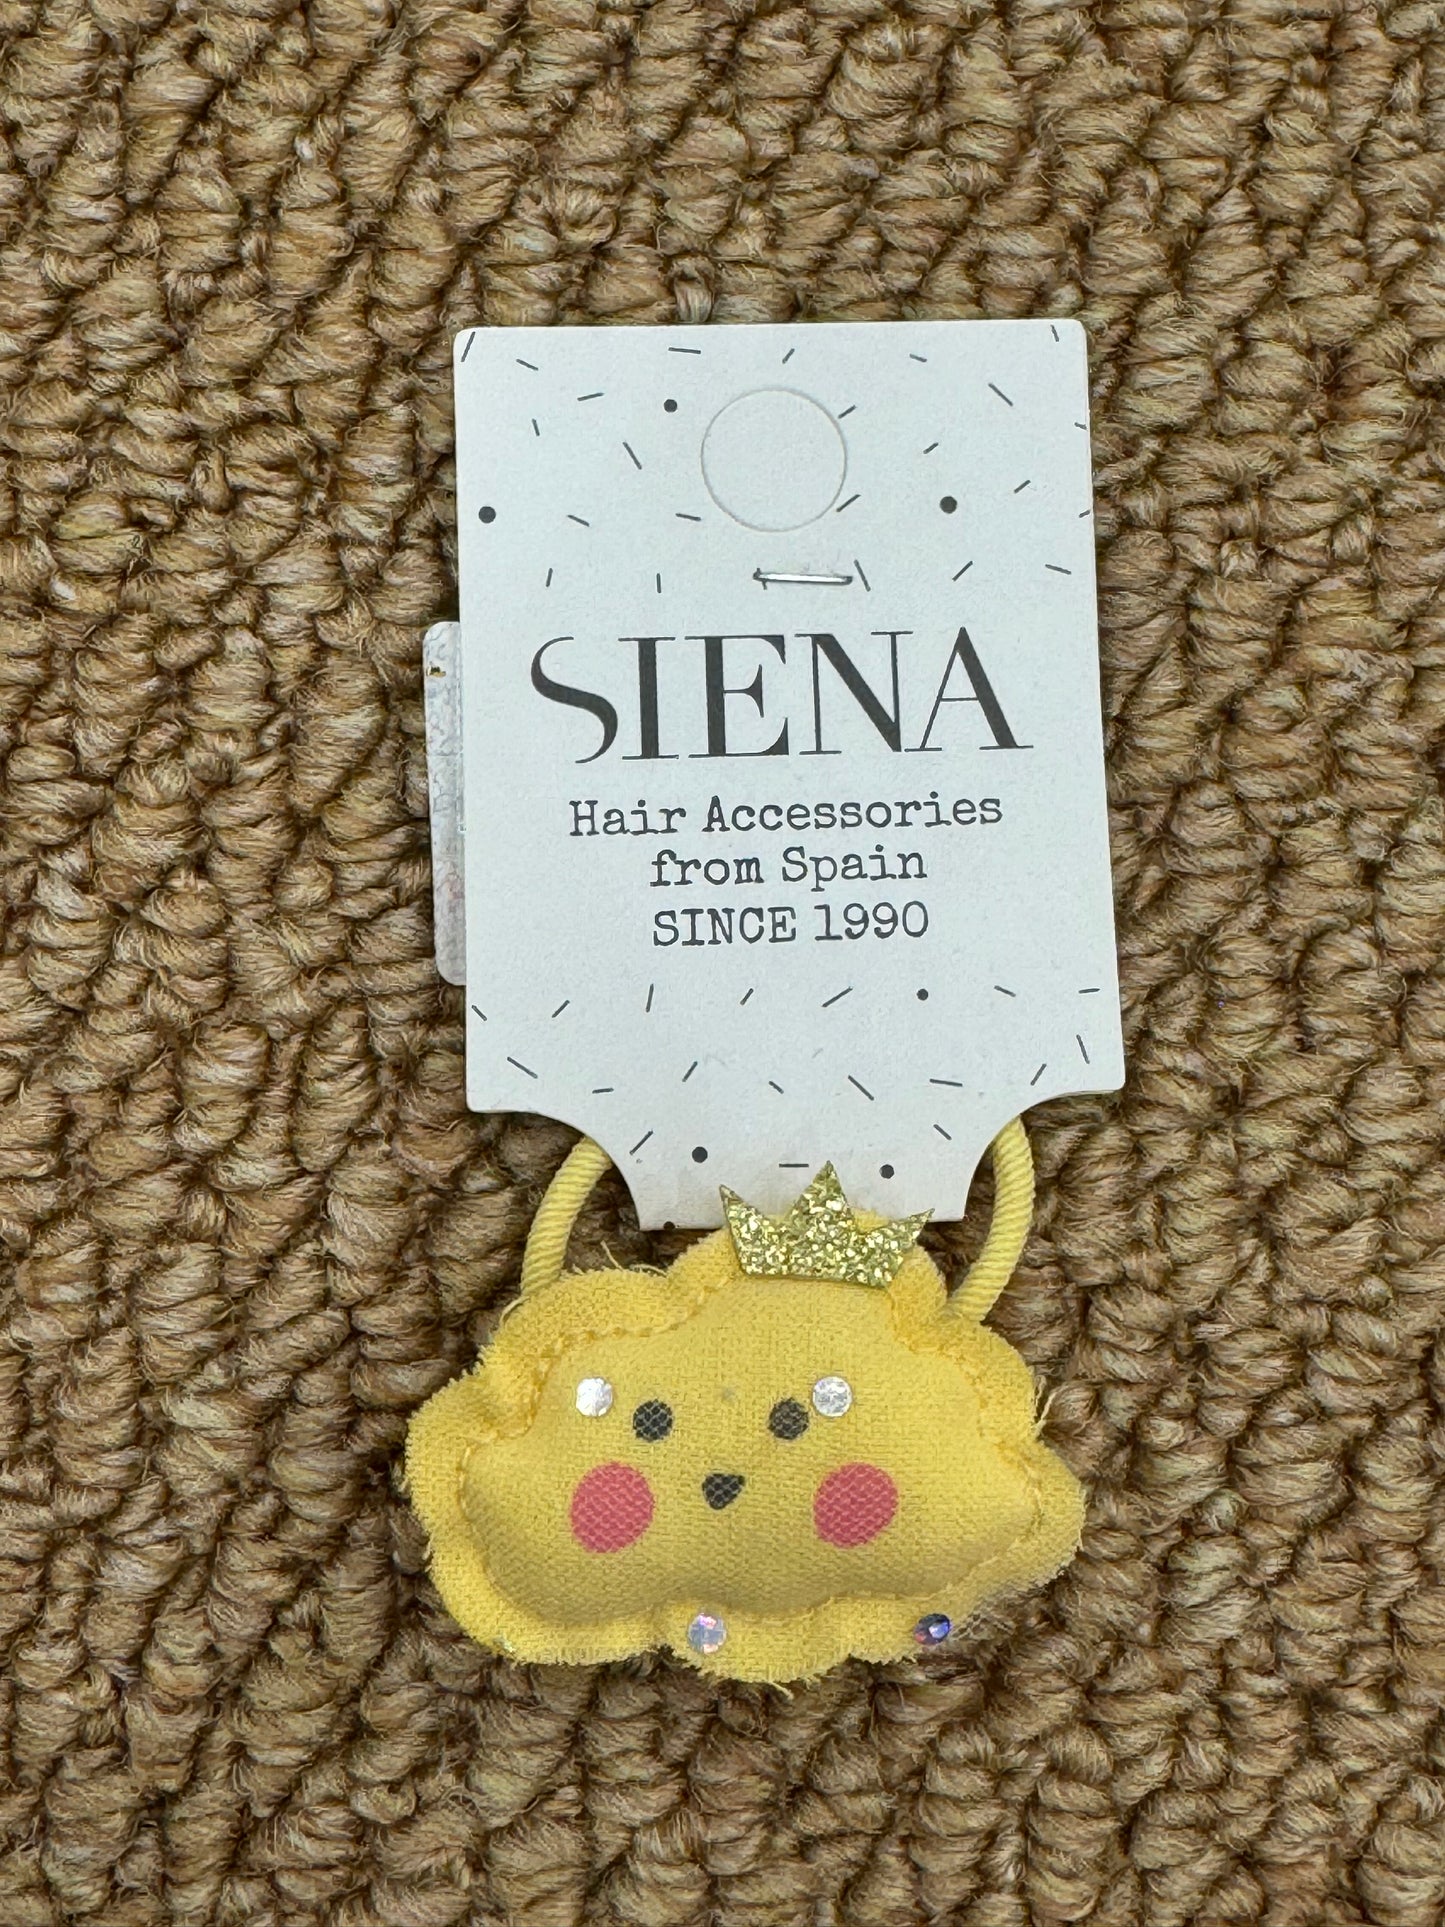 SIENA
Hair Accessories
from Spain
SINCE 1990